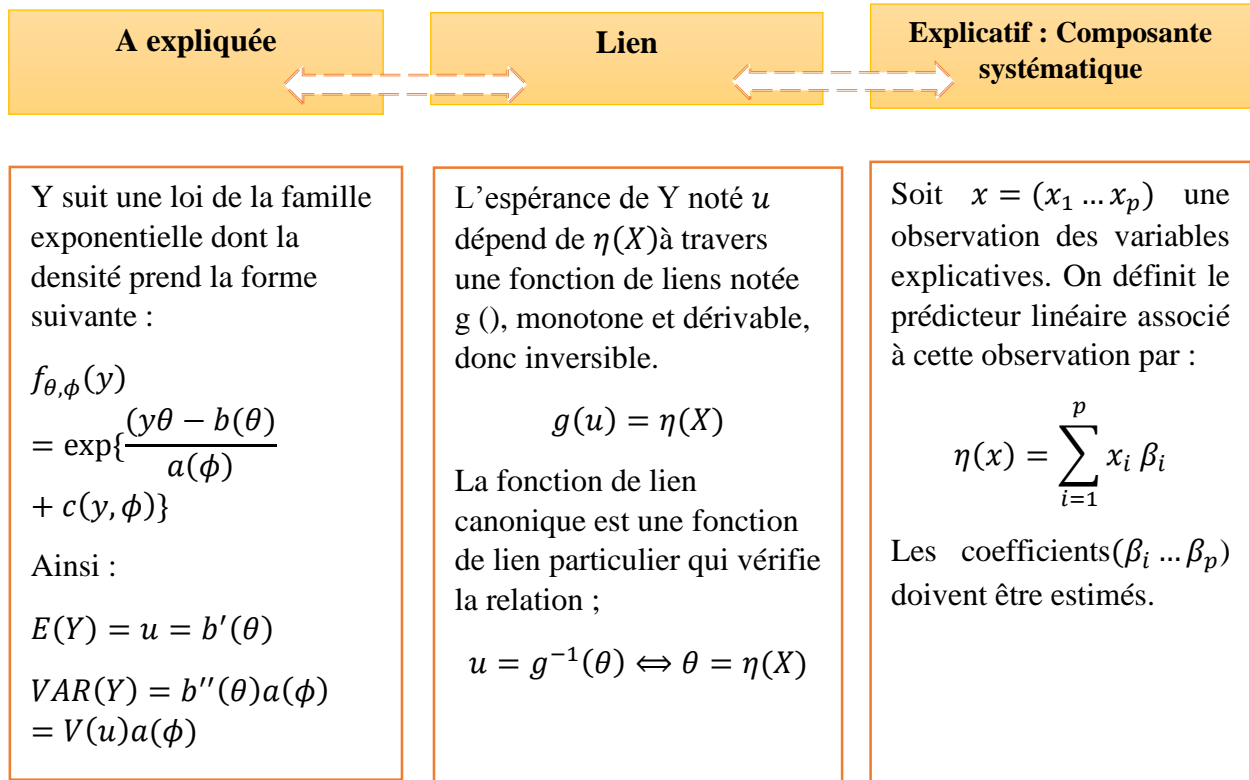 A expliquée
Lien
Explicatif : Composante
systématique
Y suit une loi de la famille
exponentielle dont la
densité prend la forme
suivante :
f_{θ,ϕ}(y)
= exp{\frac{(yθ − b(θ)}{a(ϕ)}
+ c(y, ϕ)}
Ainsi :
E(Y) = u = b′(θ)
VAR(Y) = b′′(θ)a(ϕ)
= V(u)a(ϕ)
L’espérance de Y noté u
dépend de η(X)à travers
une fonction de liens notée
g (), monotone et dérivable,
donc inversible.
g(u) = η(X)
La fonction de lien
canonique est une fonction
de lien particulier qui vérifie
la relation ;
u = g^{−1}(θ) ⟺ θ = η(X)
Soit x = (x_1 … x_p) une
observation des variables
explicatives. On définit le
prédicteur linéaire associé
à cette observation par :
η(x) = \sum_{i=1}^{p} x_i β_i
Les coefficients(β_i … β_p)
doivent être estimés.